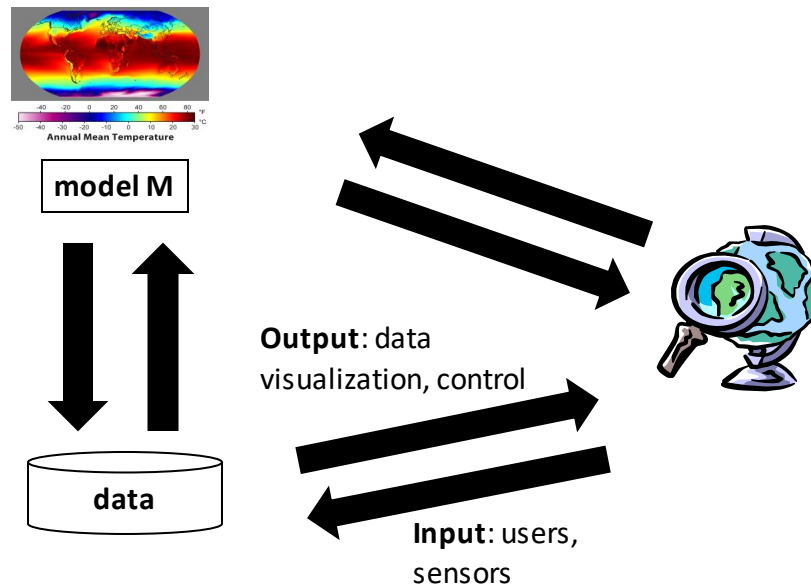 -40 -20 0 20 40 60 80 °F
-50 -40 -30 -20 -10 0 10 20 30 °C
Annual Mean Temperature
model M
Output: data
visualization, control
data
Input: users,
sensors